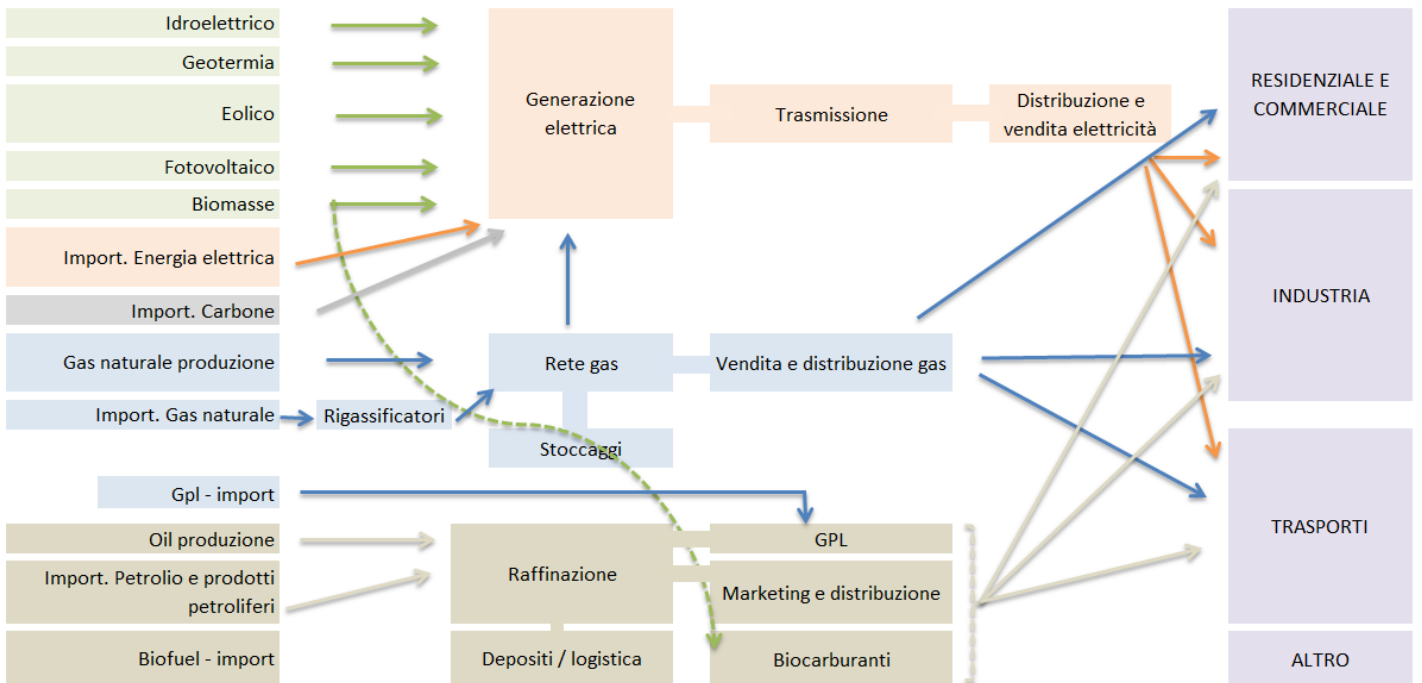 Idroelettrico
Geotermia
Eolico
Fotovoltaico
Biomasse
Import. Energia elettrica
Import. Carbone
Gas naturale produzione
Import. Gas naturale
Rigassificatori
Gpl - import
Oil produzione
Import. Petrolio e prodotti
petroliferi
Biofuel - import
Generazione
elettrica
Rete gas
Stoccaggi
Raffinazione
Depositi / logistica
Trasmissione
Vendita e distribuzione gas
GPL
Marketing e distribuzione
Biocarburanti
Distribuzione e
vendita elettricità
RESIDENZIALE E
COMMERCIALE
INDUSTRIA
TRASPORTI
ALTRO